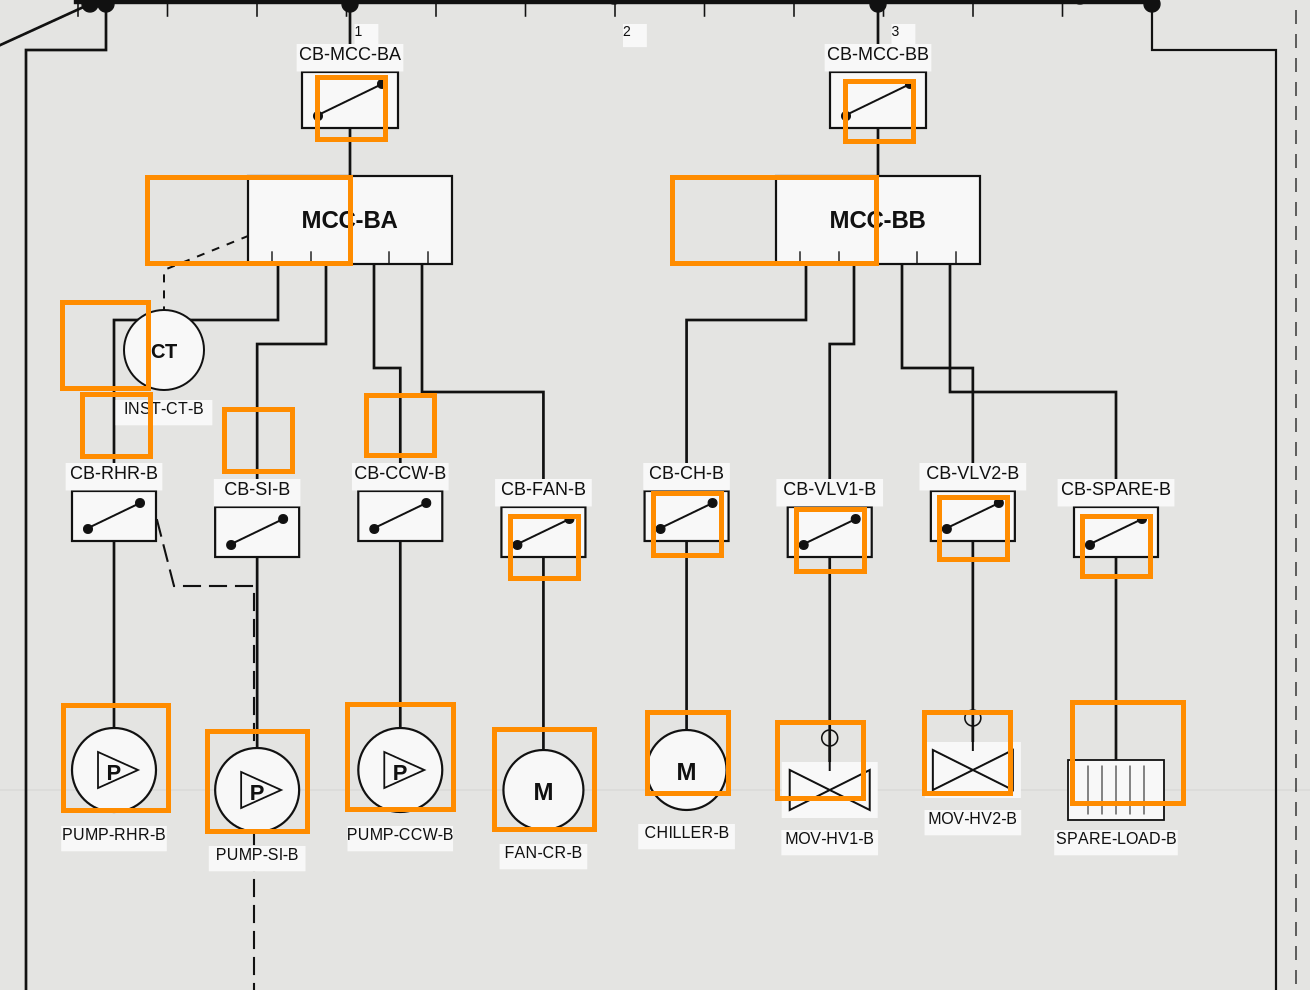 1
2
3
CB-MCC-BA
CB-MCC-BB
MCC-BA
MCC-BB
CT
INST-CT-B
CB-RHR-B
CB-SI-B
CB-CCW-B
CB-FAN-B
CB-CH-B
CB-VLV1-B
CB-VLV2-B
CB-SPARE-B
P
P
P
M
M
PUMP-RHR-B
PUMP-SI-B
PUMP-CCW-B
FAN-CR-B
CHILLER-B
MOV-HV1-B
MOV-HV2-B
SPARE-LOAD-B